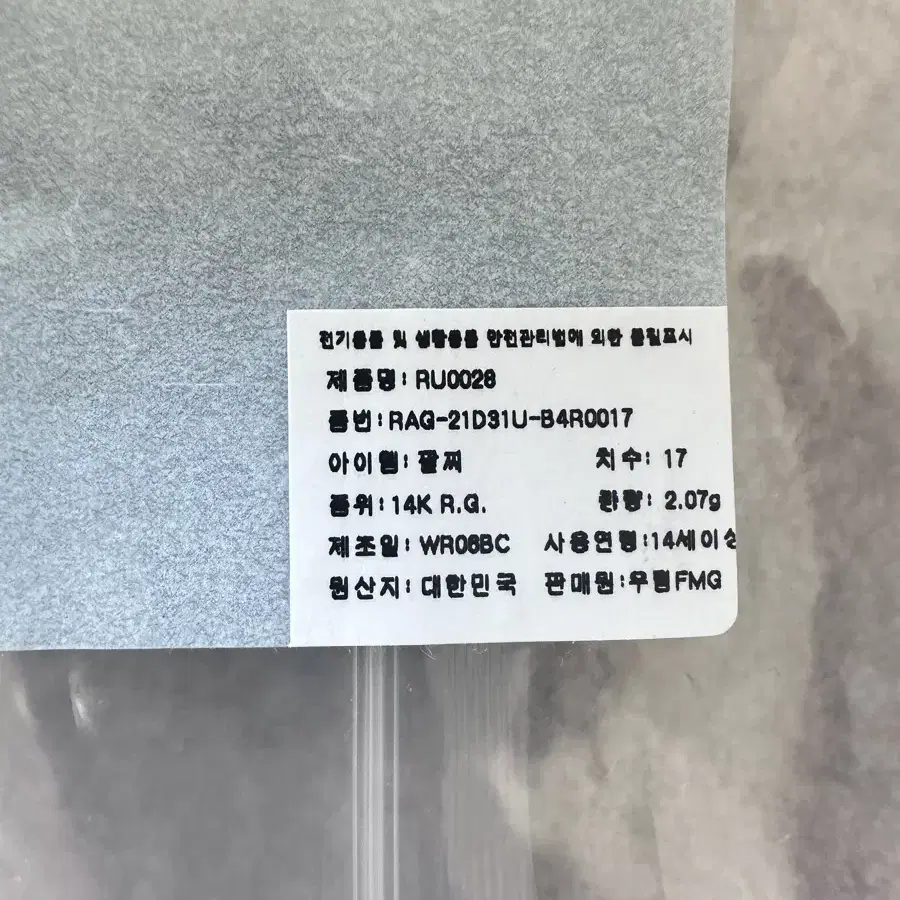 전기용품 및 생활용품 안전관리법에 의한 품질표시
제품명: RU0028
품번: RAG-21D31U-B4R0017
아이템: 팔찌 치수: 17
품위: 14K R.G. 중량: 2.07g
제조일: WR06BC 사용연령:14세이상
원산지: 대한민국 판매원:우림FMG